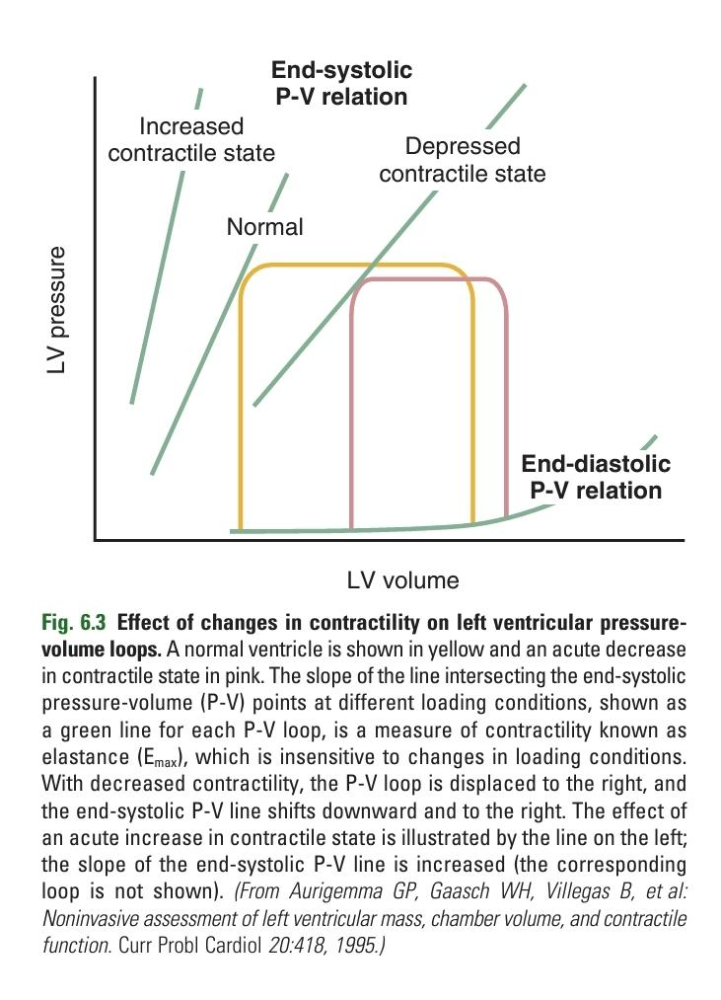 End-systolic
P-V relation
Increased
contractile state
Depressed
contractile state
Normal
LV pressure
End-diastolic
P-V relation
LV volume
Fig. 6.3 Effect of changes in contractility on left ventricular pressure-
volume loops. A normal ventricle is shown in yellow and an acute decrease
in contractile state in pink. The slope of the line intersecting the end-systolic
pressure-volume (P-V) points at different loading conditions, shown as
a green line for each P-V loop, is a measure of contractility known as
elastance (Emax), which is insensitive to changes in loading conditions.
With decreased contractility, the P-V loop is displaced to the right, and
the end-systolic P-V line shifts downward and to the right. The effect of
an acute increase in contractile state is illustrated by the line on the left;
the slope of the end-systolic P-V line is increased (the corresponding
loop is not shown). (From Aurigemma GP, Gaasch WH, Villegas B, et al:
Noninvasive assessment of left ventricular mass, chamber volume, and contractile
function. Curr Probl Cardiol 20:418, 1995.)